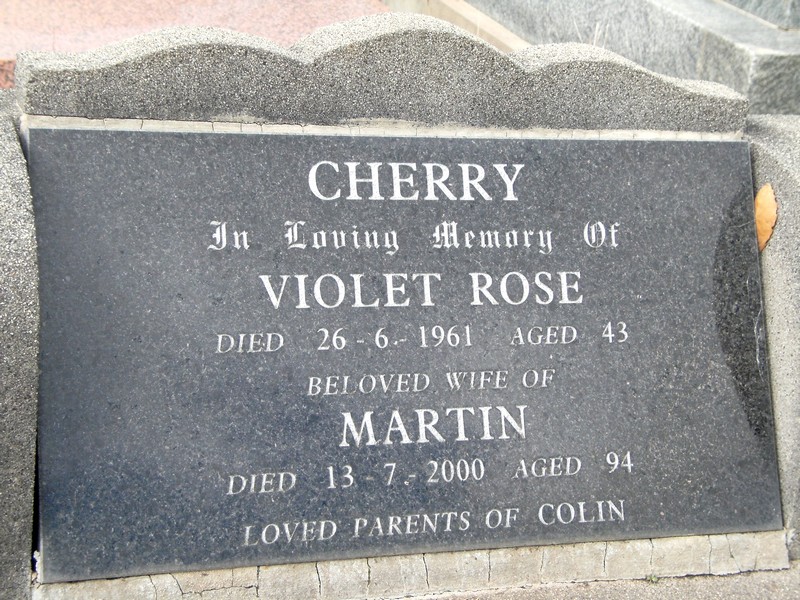 CHERRY
In Loving Memory Of
VIOLET ROSE
DIED 26-6-1961 AGED 43
BELOVED WIFE OF
MARTIN
DIED 13-7-2000 AGED 94
LOVED PARENTS OF COLIN